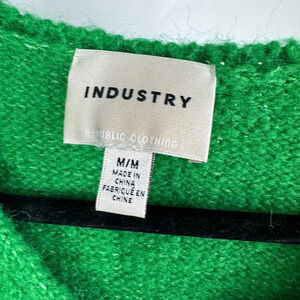 INDUSTRY
REPUBLIC CLOTHING
M/M
MADE IN
CHINA
FABRIQUÉ EN
CHINE